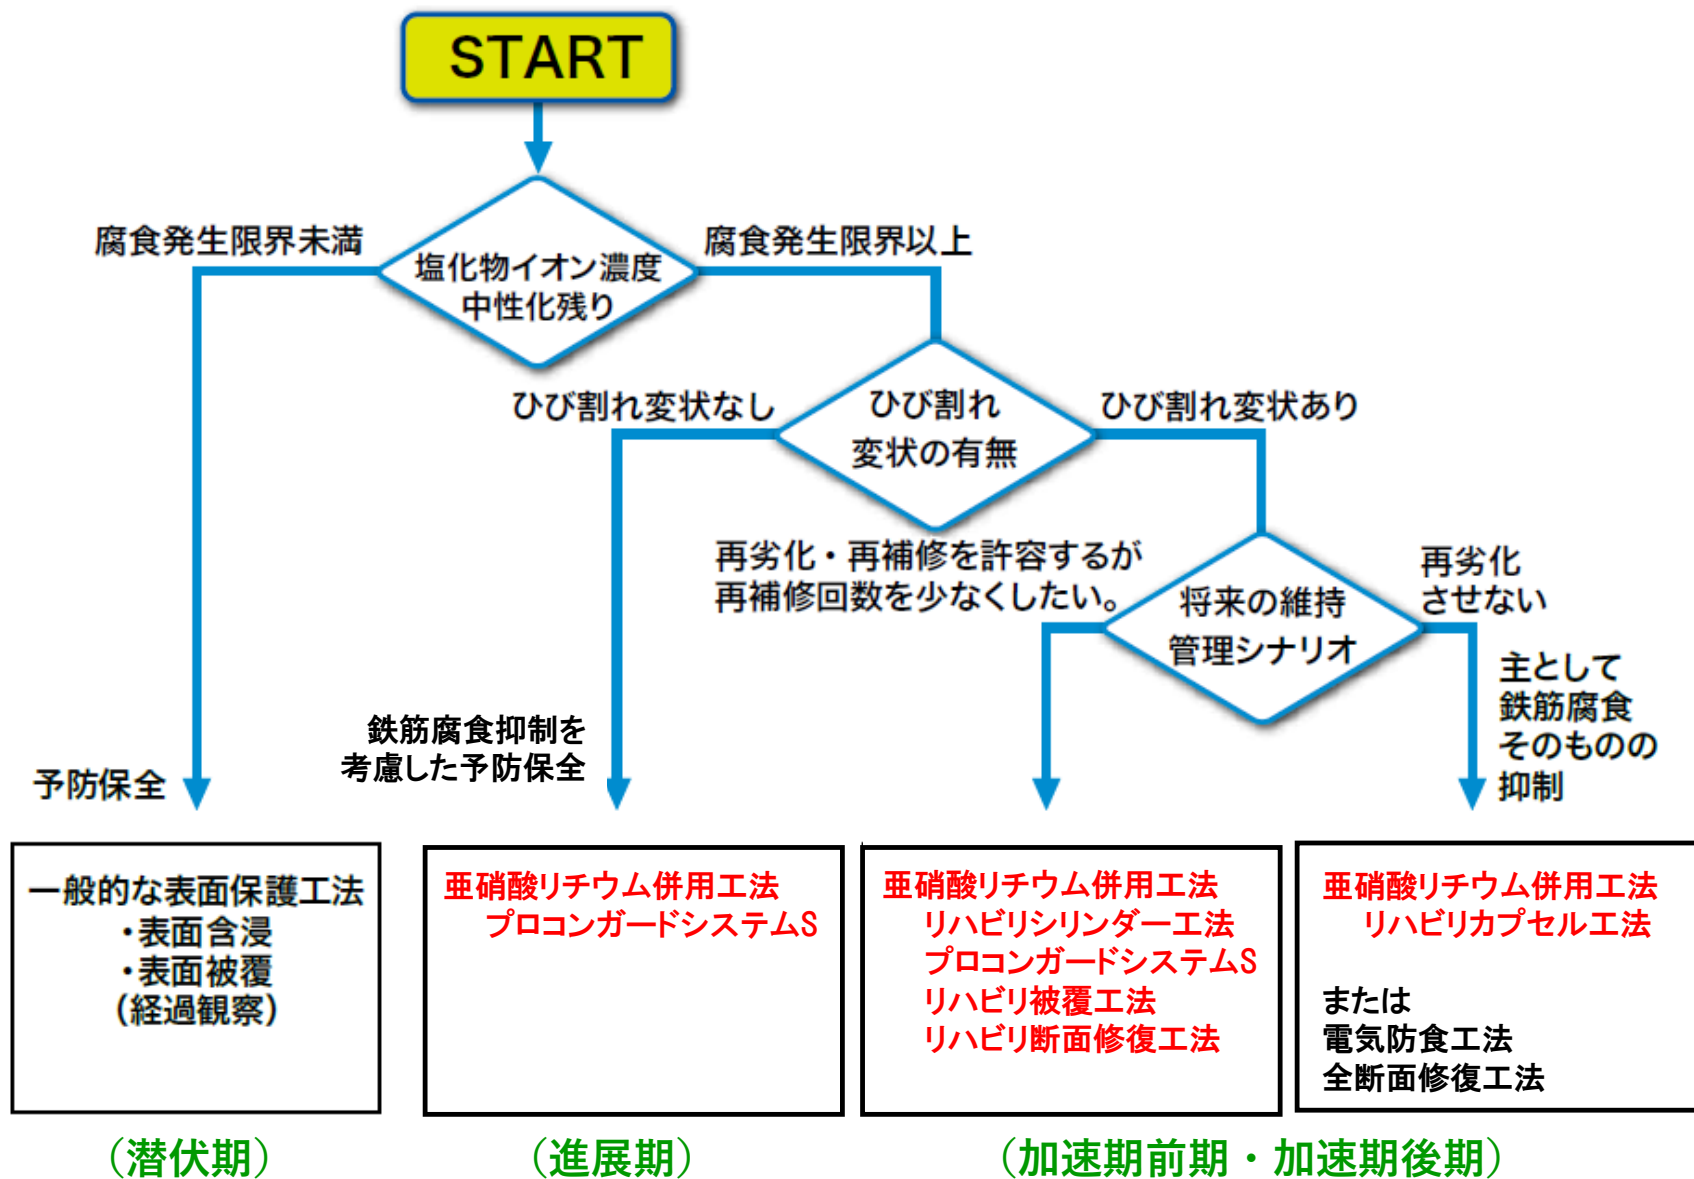 START
腐食発生限界未満
腐食発生限界以上
塩化物イオン濃度
中性化残り
ひび割れ変状なし
ひび割れ
変状の有無
ひび割れ変状あり
再劣化・再補修を許容するが
再補修回数を少なくしたい。
将来の維持
管理シナリオ
再劣化
させない
主として
鉄筋腐食
そのものの
抑制
鉄筋腐食抑制を
考慮した予防保全
予防保全
一般的な表面保護工法
・表面含浸
・表面被覆
(経過観察)
亜硝酸リチウム併用工法
プロコンガードシステムS
亜硝酸リチウム併用工法
リハビリシリンダー工法
プロコンガードシステムS
リハビリ被覆工法
リハビリ断面修復工法
亜硝酸リチウム併用工法
リハビリカプセル工法
または
電気防食工法
全断面修復工法
（潜伏期）
（進展期）
（加速期前期・加速期後期）